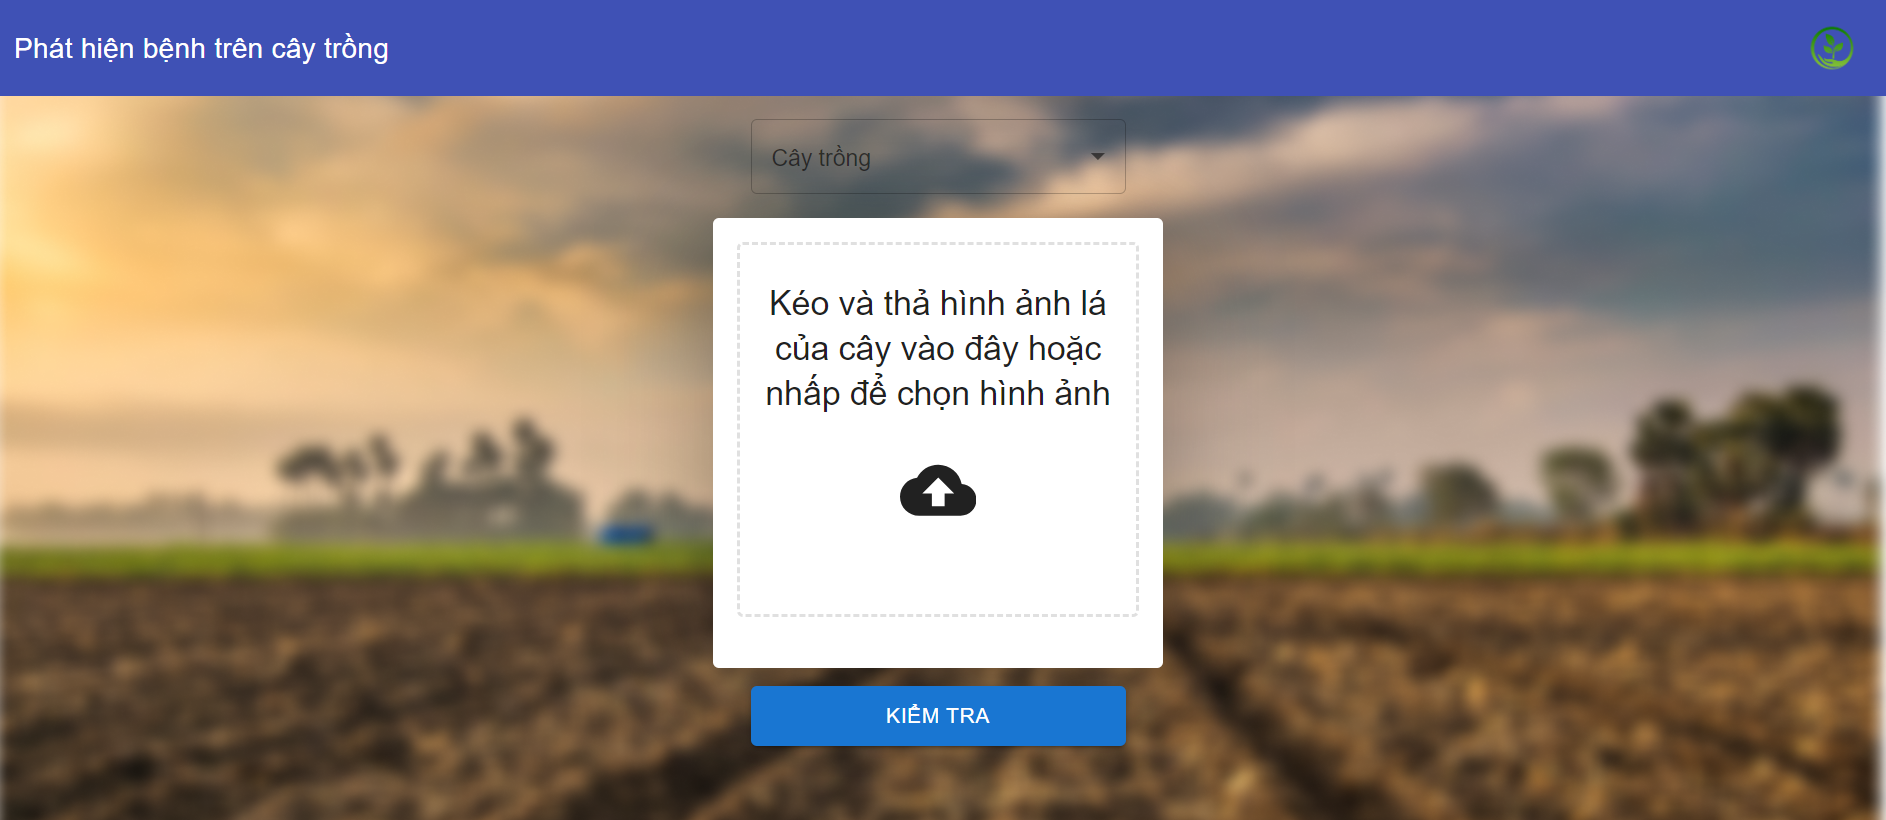 Phát hiện bệnh trên cây trồng
Cây trồng
Kéo và thả hình ảnh lá
của cây vào đây hoặc
nhấp để chọn hình ảnh
KIỂM TRA